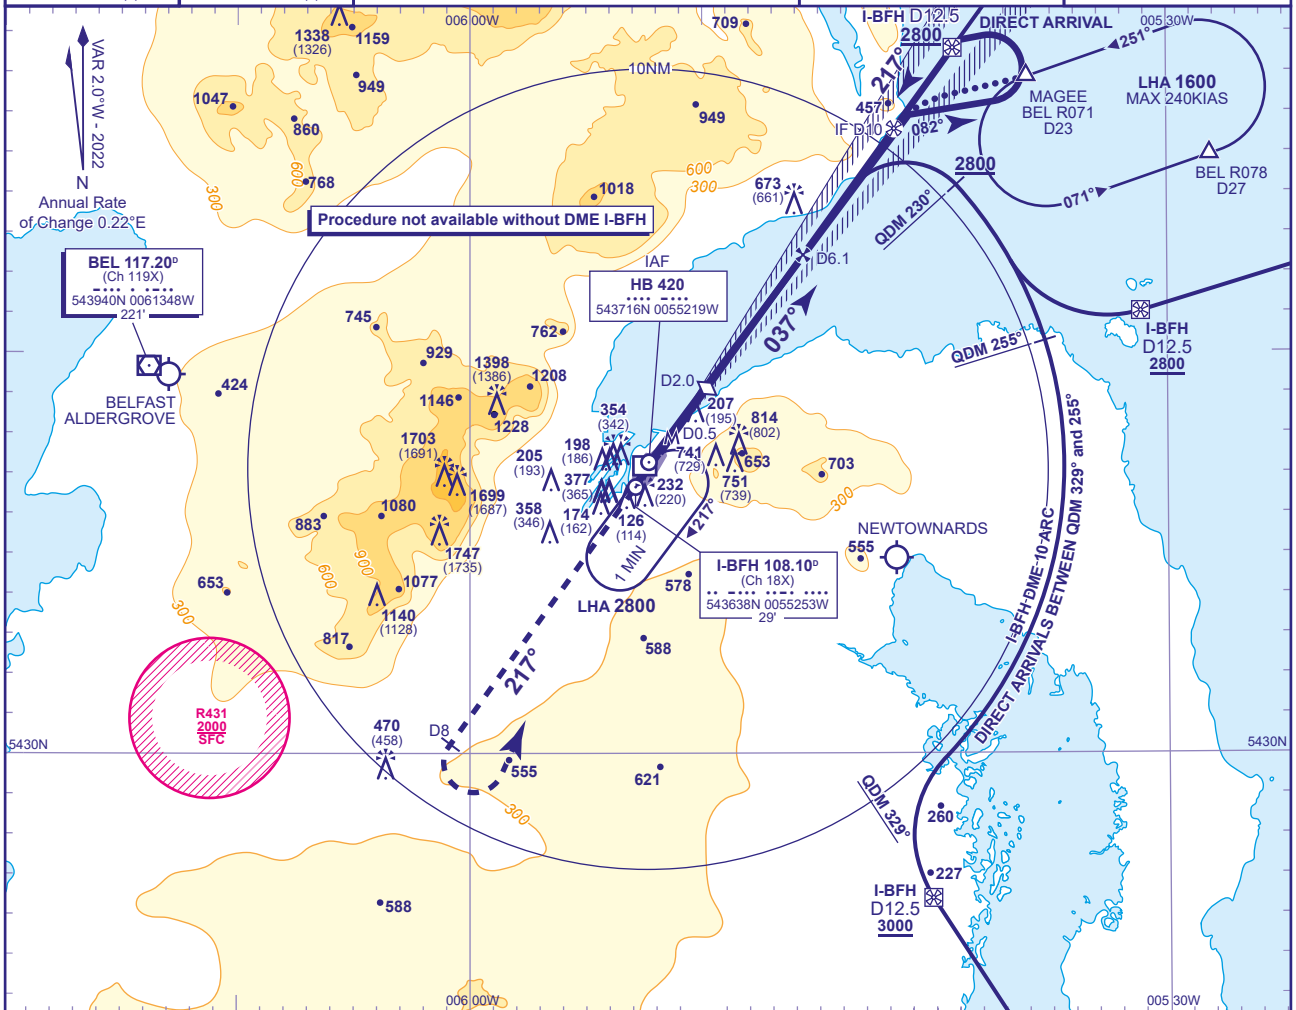 006 00W
005 30W
I-BFH D12.5
2800
DIRECT ARRIVAL
251°
LHA 1600
MAX 240KIAS
MAGEE
BEL R071
D23
BEL R078
D27
071°
217°
457
IF D10
082°
2800
QDM 230°
VAR 2.0°W - 2022
N
Annual Rate
of Change 0.22°E
1338
(1326)
1159
949
1047
860
768
600
300
709
10NM
949
600
300
1018
673
(661)
Procedure not available without DME I-BFH
BEL 117.20D
(Ch 119X)
543940N 0061348W
221'
IAF
HB 420
543716N 0055219W
D6.1
037°
BELFAST
ALDERGROVE
424
745
929
762
1398
(1386)
1208
1146
1228
D2.0
207
(195)
D0.5
354
(342)
198
(186)
205
(193)
377
(365)
358
(346)
174
(162)
126
(114)
232
(220)
741
(729)
814
(802)
653
751
(739)
703
300
1703
(1691)
1699
(1687)
1080
883
1747
(1735)
900
600
1077
1140
(1128)
653
300
817
217°
1 MIN
LHA 2800
578
588
I-BFH 108.10D
(Ch 18X)
543638N 0055253W
29'
NEWTOWNARDS
555
QDM 255°
I-BFH
D12.5
2800
I-BFH DME 10 ARC
DIRECT ARRIVALS BETWEEN QDM 329° and 255°
R431
2000
SFC
217°
470
(458)
D8
555
300
621
588
5430N
5430N
QDM 329°
260
227
I-BFH
D12.5
3000
006 00W
005 30W